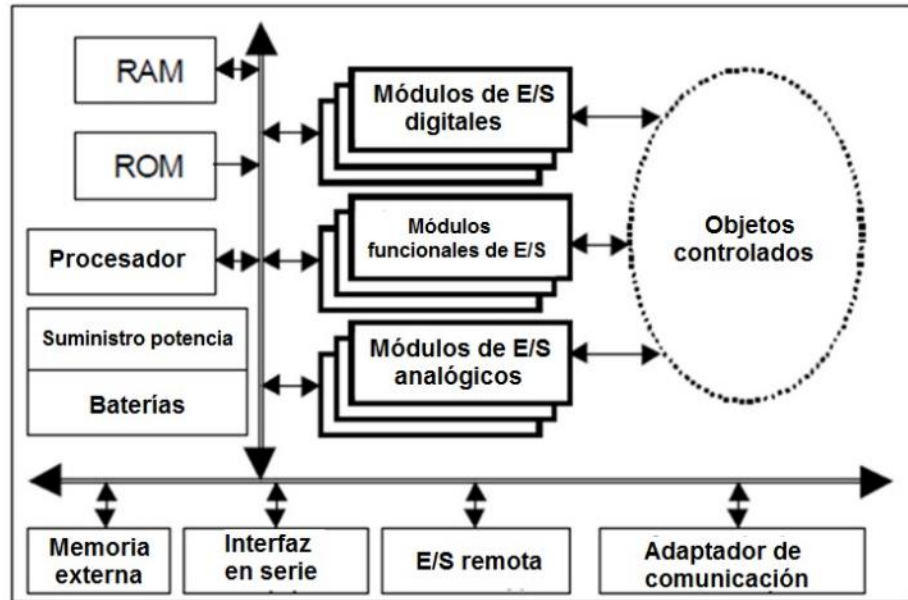 RAM
ROM
Procesador
Suministro potencia
Baterías
Módulos de E/S
digitales
Módulos
funcionales de E/S
Módulos de E/S
analógicos
Objetos
controlados
Memoria
externa
Interfaz
en serie
E/S remota
Adaptador de
comunicación